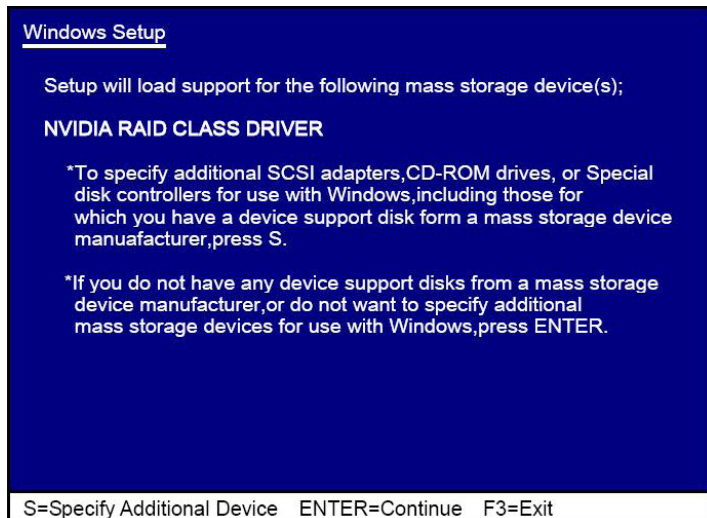 Windows Setup
Setup will load support for the following mass storage device(s);
NVIDIA RAID CLASS DRIVER
*To specify additional SCSI adapters,CD-ROM drives, or Special
disk controllers for use with Windows,including those for
which you have a device support disk form a mass storage device
manuafacturer,press S.
*If you do not have any device support disks from a mass storage
device manufacturer,or do not want to specify additional
mass storage devices for use with Windows,press ENTER.
S=Specify Additional Device ENTER=Continue F3=Exit